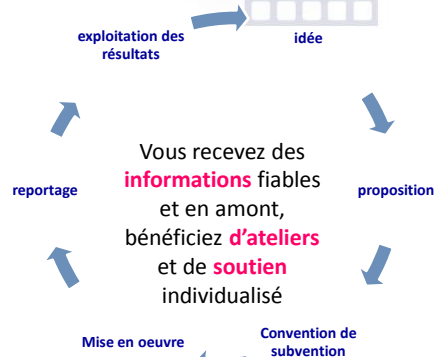 exploitation des
résultats
idée
Vous recevez des
informations fiables
et en amont,
bénéficiez d’ateliers
et de soutien
individualisé
reportage
proposition
Mise en oeuvre
Convention de
subvention